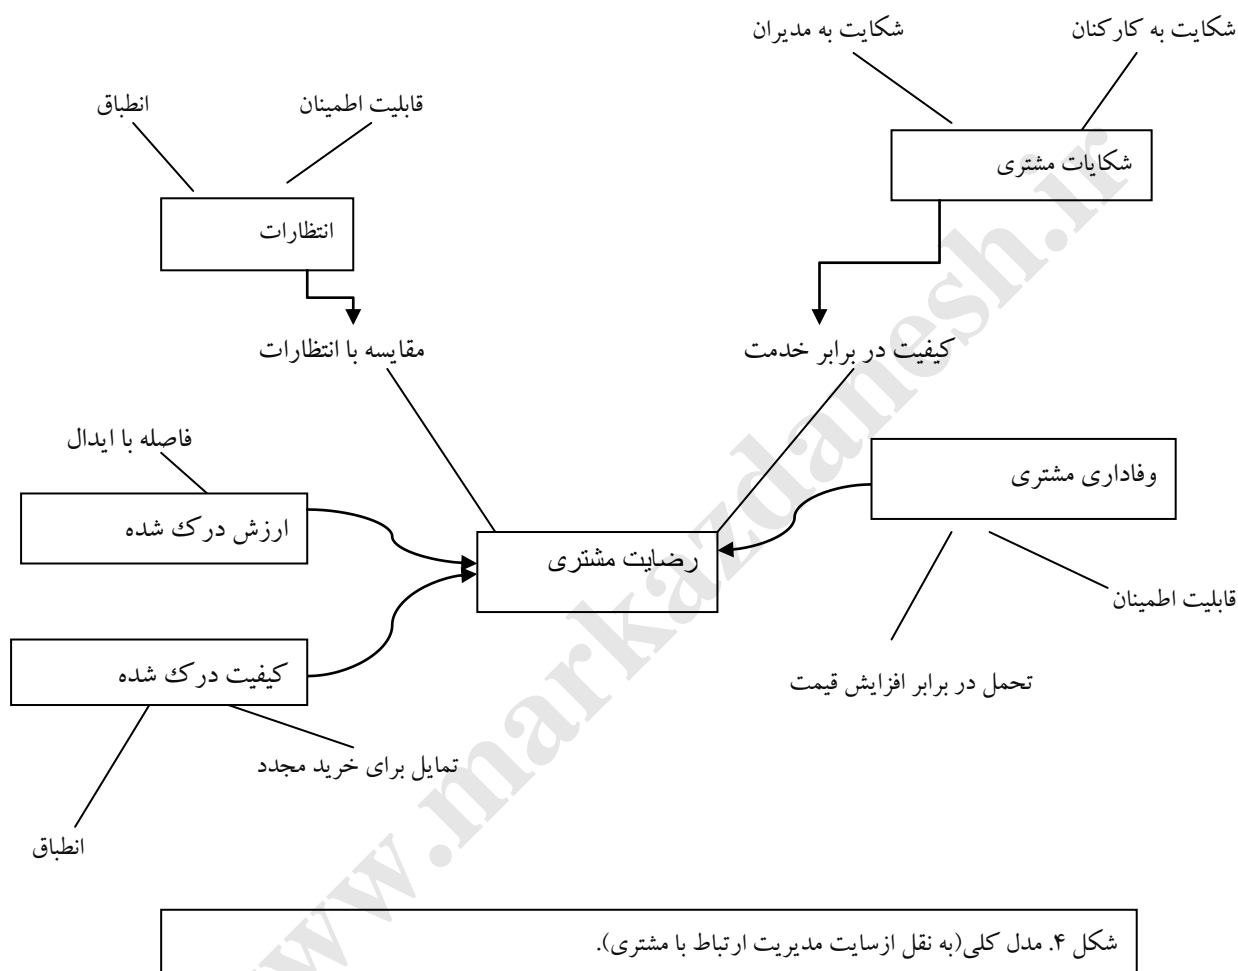 شکایت به کارکنان
شکایت به مدیران
قابلیت اطمینان
انطباق
شکایات مشتری
انتظارات
کیفیت در برابر خدمت
مقایسه با انتظارات
فاصله با ایدال
وفاداری مشتری
ارزش درک شده
رضایت مشتری
قابلیت اطمینان
کیفیت درک شده
تحمل در برابر افزایش قیمت
تمایل برای خرید مجدد
انطباق
شکل ۴. مدل کلی(به نقل ازسایت مدیریت ارتباط با مشتری).
www.markazdanesh.ir